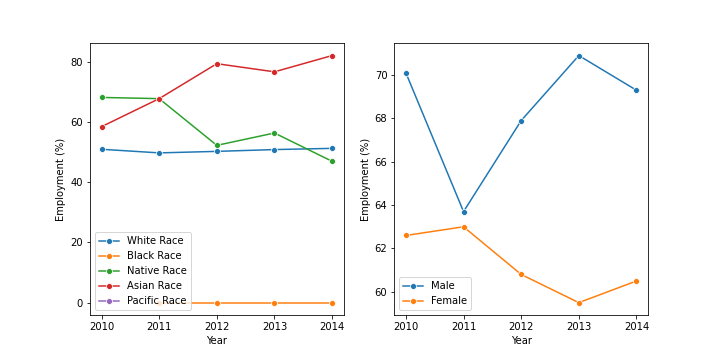 80
60
40
20
0
Employment (%)
White Race
Black Race
Native Race
Asian Race
Pacific Race
2010 2011 2012 2013 2014
Year
70
68
66
64
62
60
Employment (%)
Male
Female
2010 2011 2012 2013 2014
Year